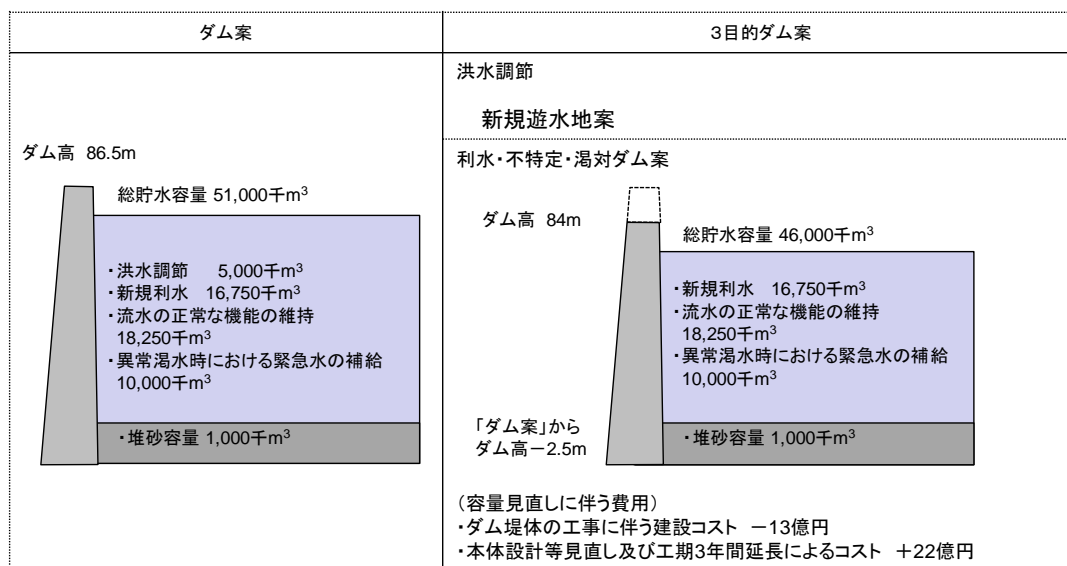 ダム案
3目的ダム案
ダム高 86.5m
総貯水容量 51,000千m³
・洪水調節 5,000千m³
・新規利水 16,750千m³
・流水の正常な機能の維持
18,250千m³
・異常渇水時における緊急水の補給
10,000千m³
・堆砂容量 1,000千m³
洪水調節
新規遊水地案
利水・不特定・渇対ダム案
ダム高 84m
総貯水容量 46,000千m³
・新規利水 16,750千m³
・流水の正常な機能の維持
18,250千m³
・異常渇水時における緊急水の補給
10,000千m³
「ダム案」から
ダム高－2.5m
・堆砂容量 1,000千m³
（容量見直しに伴う費用）
・ダム堤体の工事に伴う建設コスト －13億円
・本体設計等見直し及び工期3年間延長によるコスト ＋22億円